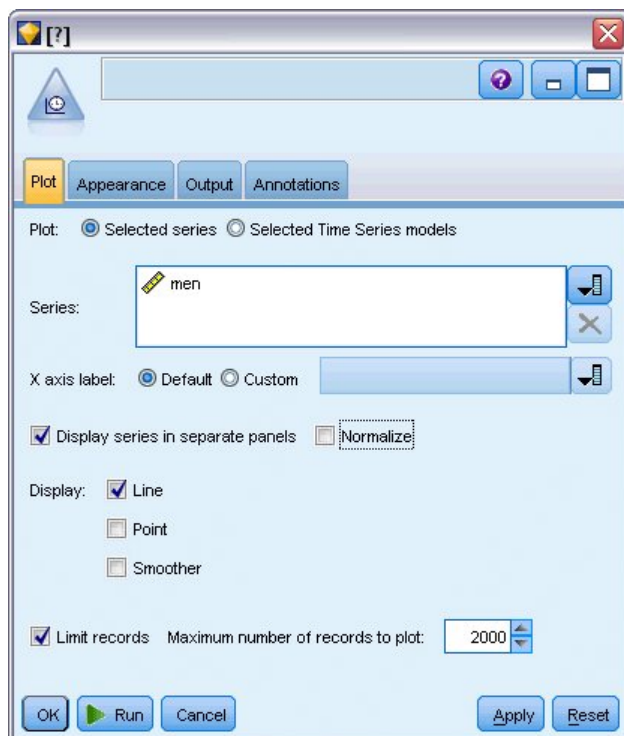 [?]
Plot Appearance Output Annotations
Plot: Selected series Selected Time Series models
Series: men
X axis label: Default Custom
Display series in separate panels Normalize
Display: Line
Point
Smoother
Limit records Maximum number of records to plot: 2000
OK Run Cancel Apply Reset